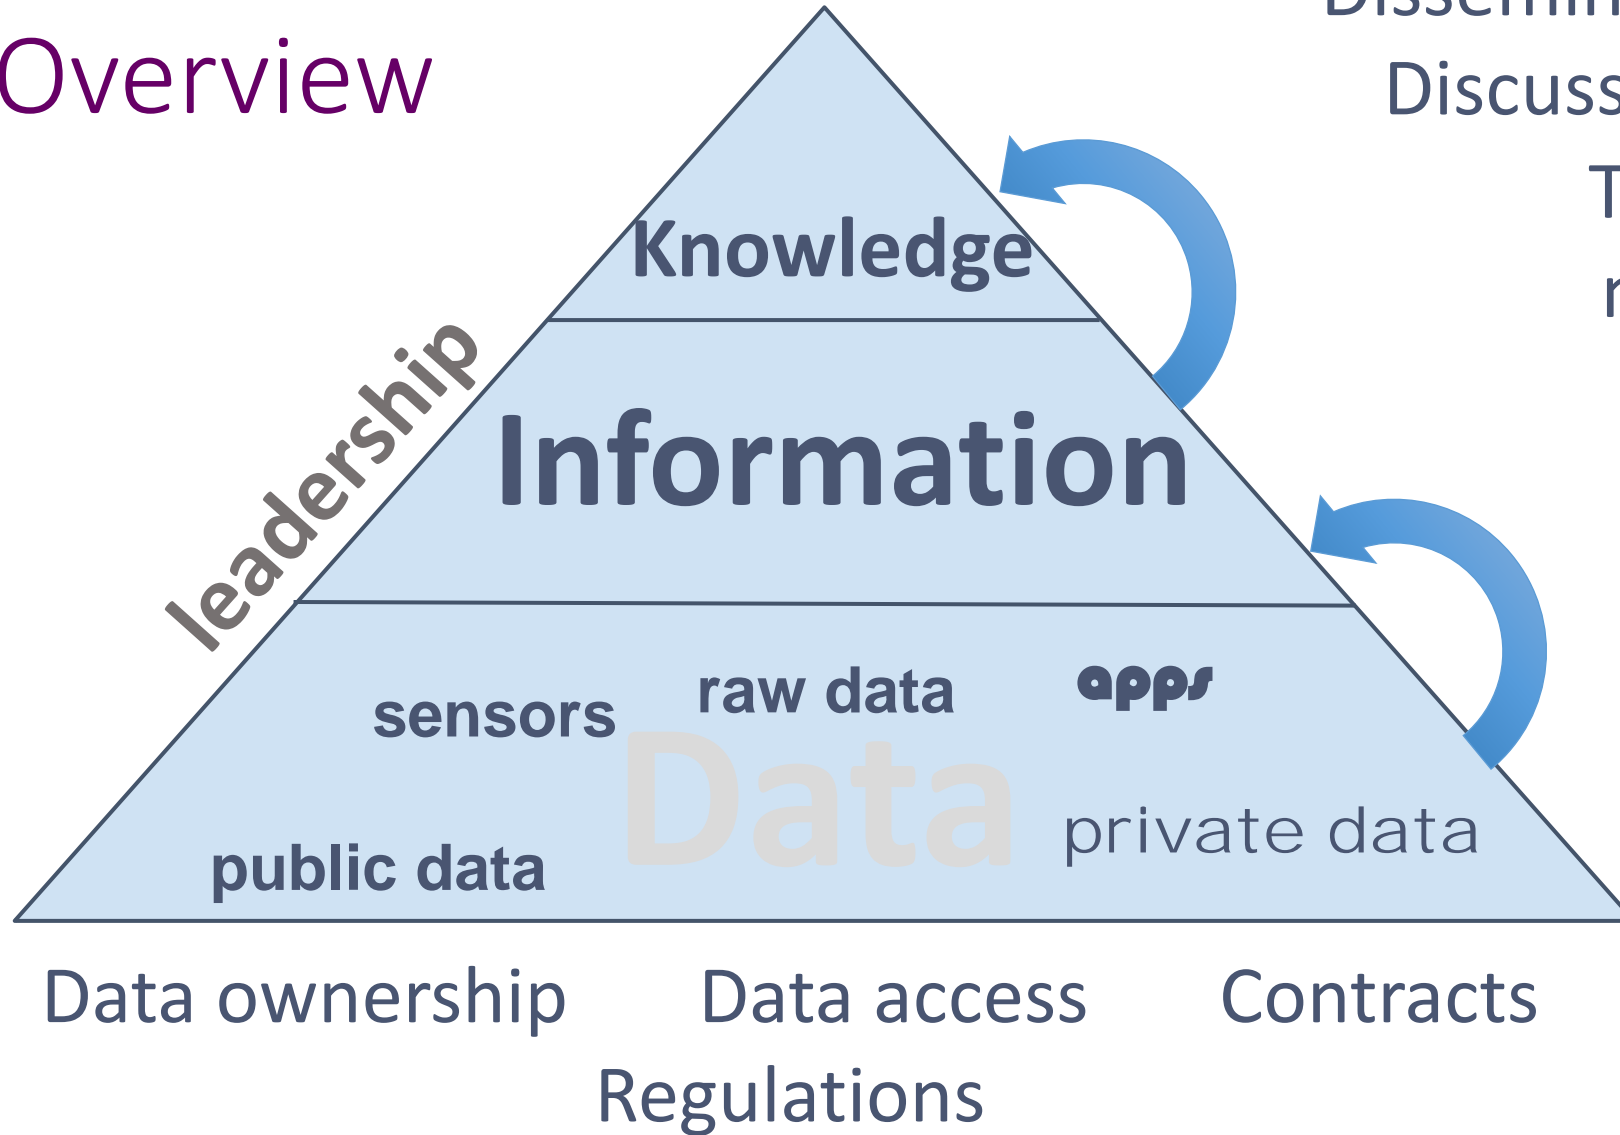 Overview
Knowledge
leadership
Information
sensors
raw data
apps
Data
public data
private data
Data ownership
Data access
Contracts
Regulations